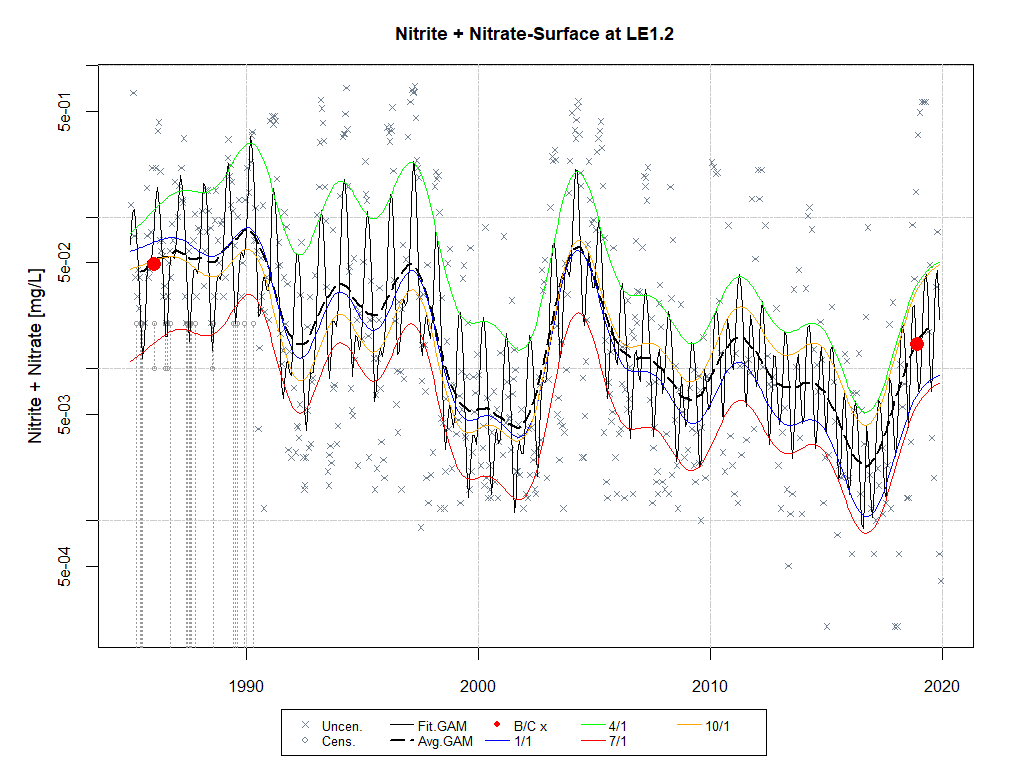 Nitrite + Nitrate-Surface at LE1.2
Nitrite + Nitrate [mg/L]
5e-01
5e-02
5e-03
5e-04
1990 2000 2010 2020
Uncen. Fit.GAM B/C x 4/1 10/1
Cens. Avg.GAM 1/1 7/1